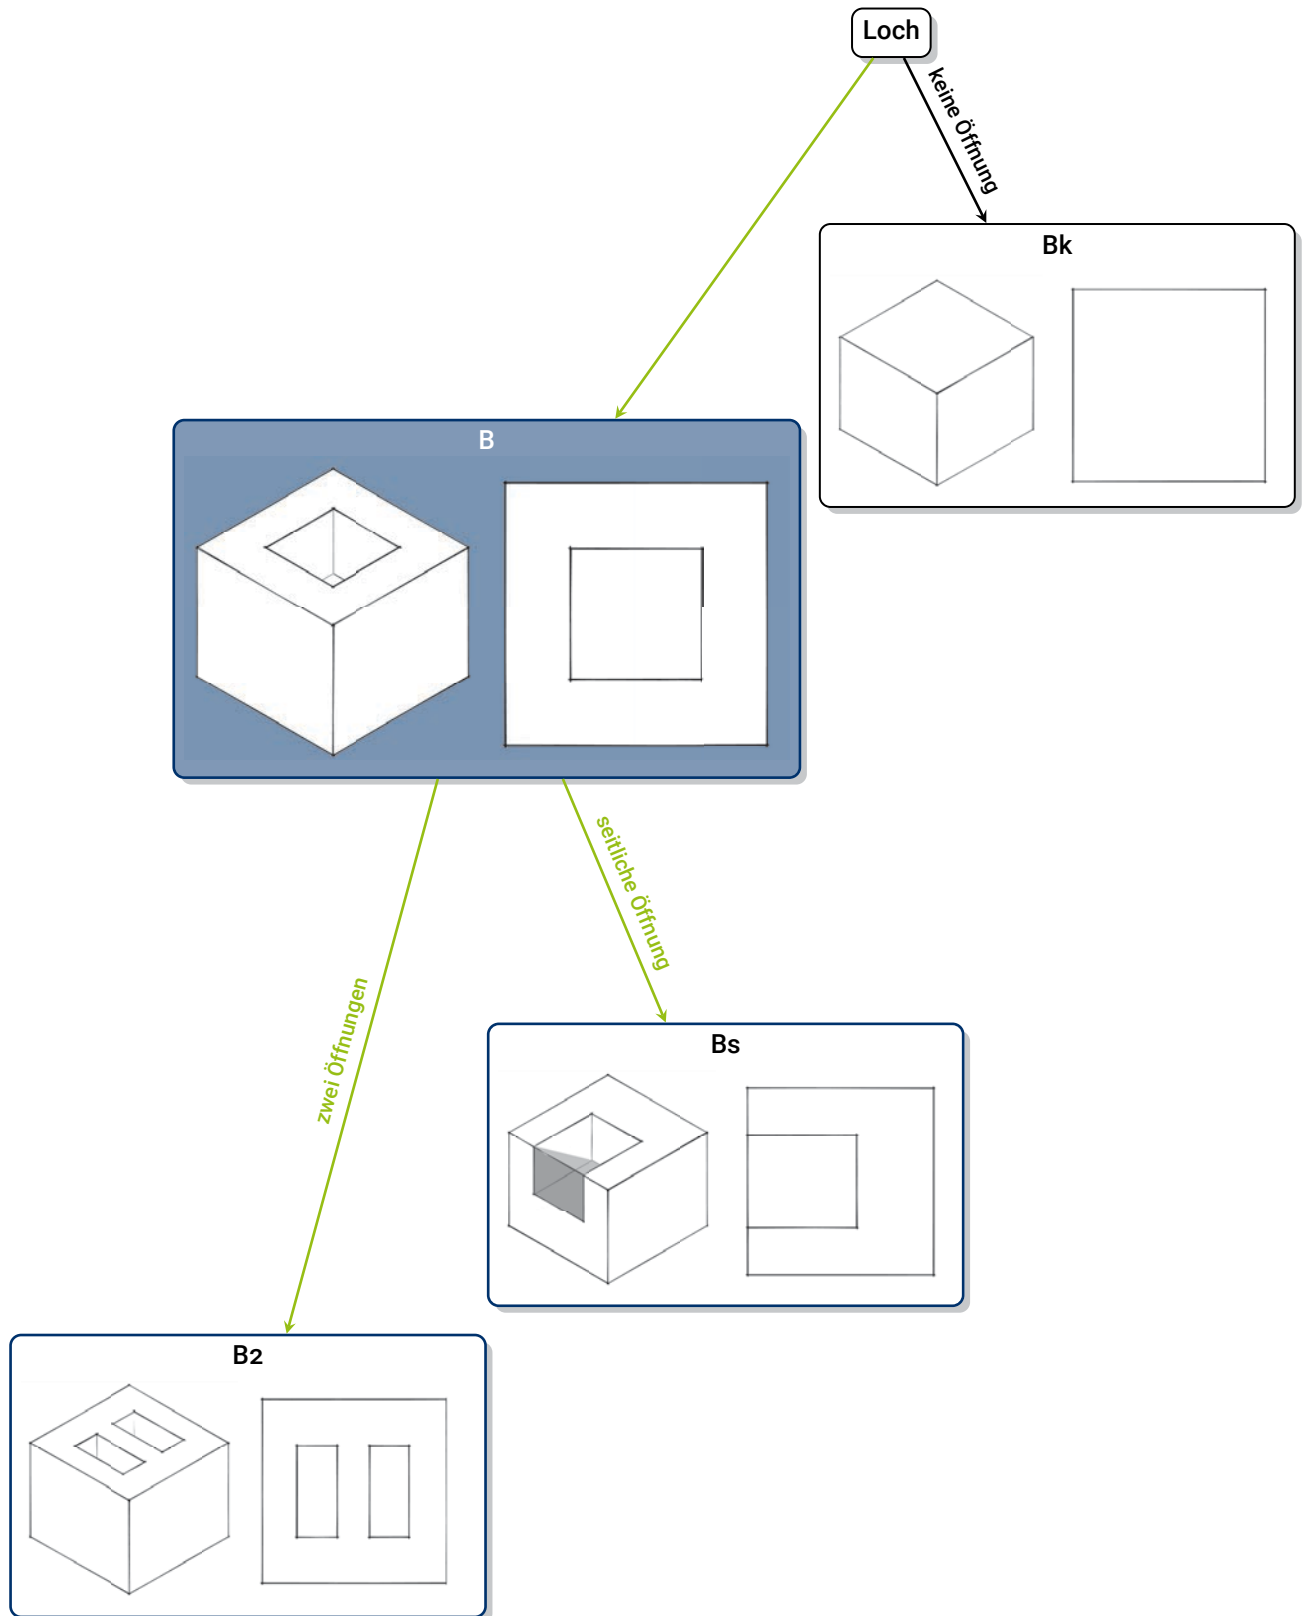 Loch
keine Öffnung
Bk
B
seitliche Öffnung
zwei Öffnungen
Bs
B2